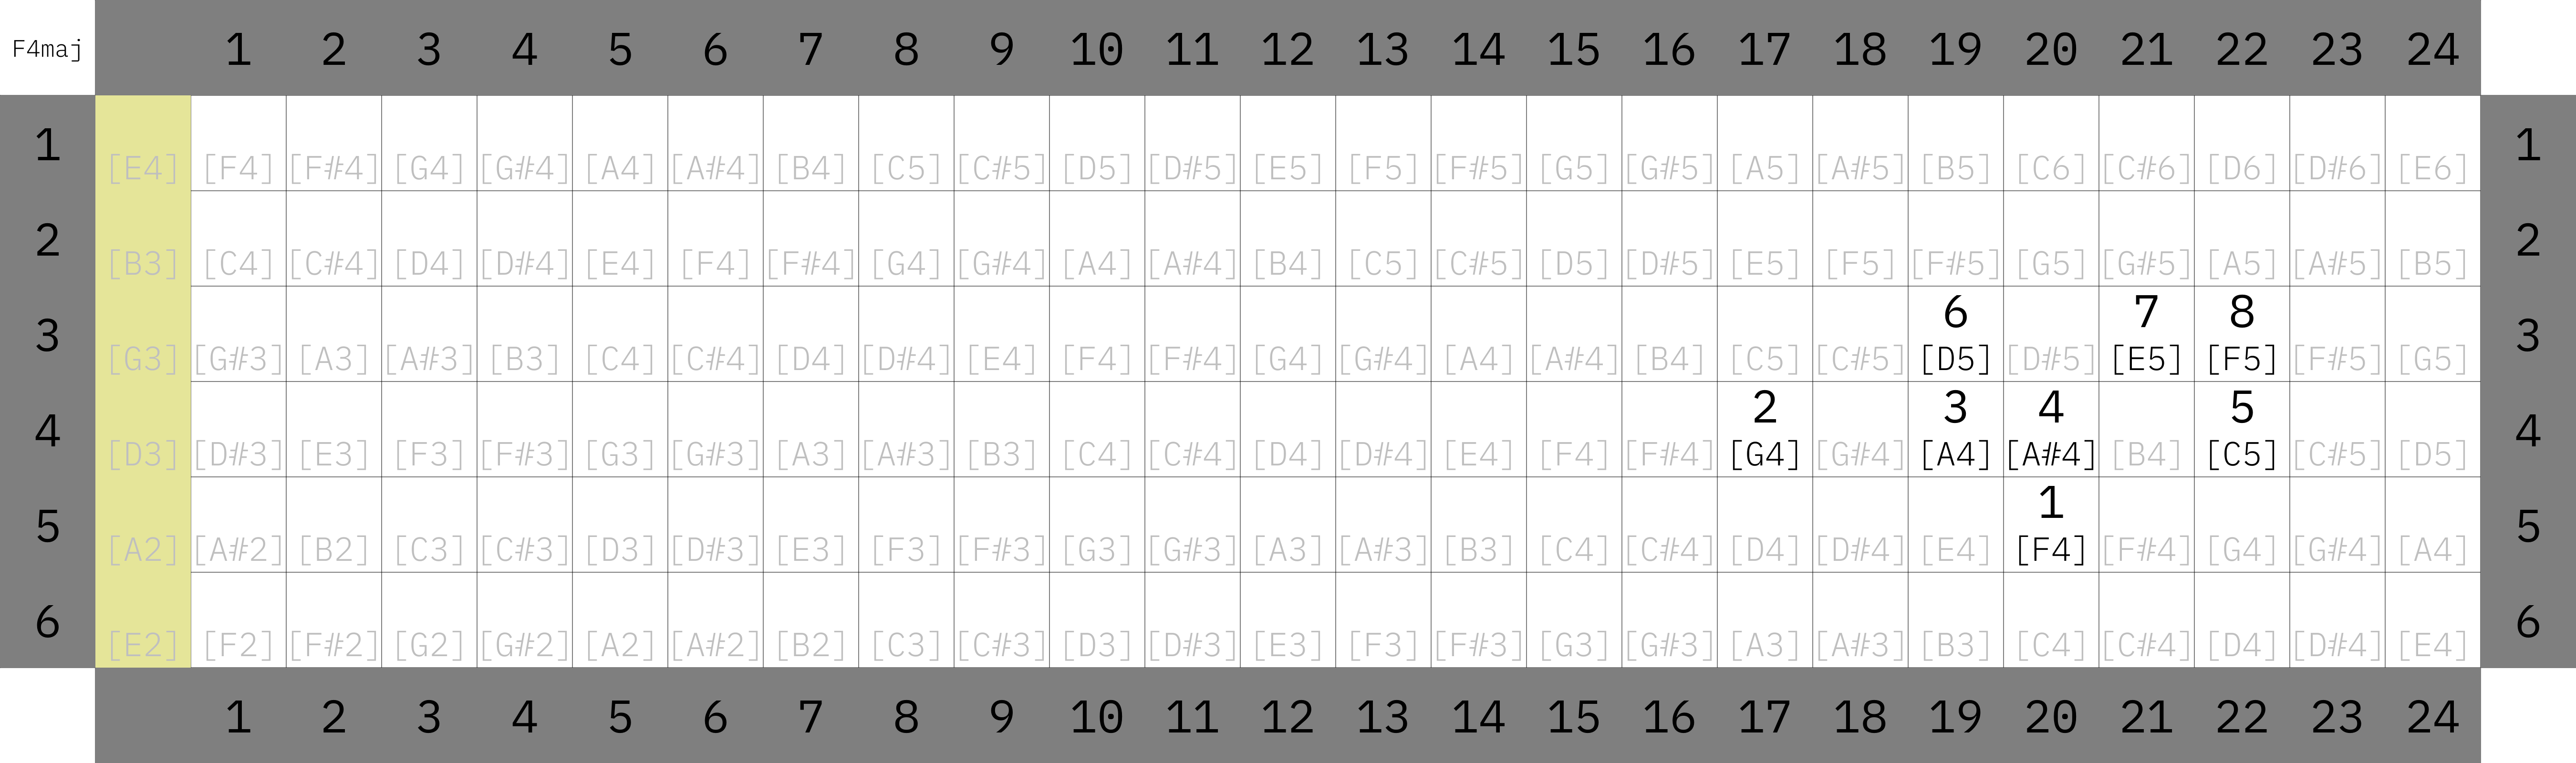 F4maj 1 2 3 4 5 6 7 8 9 10 11 12 13 14 15 16 17 18 19 20 21 22 23 24
1 [E4] [F4] [F#4] [G4] [G#4] [A4] [A#4] [B4] [C5] [C#5] [D5] [D#5] [E5] [F5] [F#5] [G5] [G#5] [A5] [A#5] [B5] [C6] [C#6] [D6] [D#6] [E6] 1
2 [B3] [C4] [C#4] [D4] [D#4] [E4] [F4] [F#4] [G4] [G#4] [A4] [A#4] [B4] [C5] [C#5] [D5] [D#5] [E5] [F5] [F#5] [G5] [G#5] [A5] [A#5] [B5] 2
6 7 8
3 [G3] [G#3] [A3] [A#3] [B3] [C4] [C#4] [D4] [D#4] [E4] [F4] [F#4] [G4] [G#4] [A4] [A#4] [B4] [C5] [C#5] [D5] [D#5] [E5] [F5] [F#5] [G5] 3
2 3 4 5
4 [D3] [D#3] [E3] [F3] [F#3] [G3] [G#3] [A3] [A#3] [B3] [C4] [C#4] [D4] [D#4] [E4] [F4] [F#4] [G4] [G#4] [A4] [A#4] [B4] [C5] [C#5] [D5] 4
1
5 [A2] [A#2] [B2] [C3] [C#3] [D3] [D#3] [E3] [F3] [F#3] [G3] [G#3] [A3] [A#3] [B3] [C4] [C#4] [D4] [D#4] [E4] [F4] [F#4] [G4] [G#4] [A4] 5
6 [E2] [F2] [F#2] [G2] [G#2] [A2] [A#2] [B2] [C3] [C#3] [D3] [D#3] [E3] [F3] [F#3] [G3] [G#3] [A3] [A#3] [B3] [C4] [C#4] [D4] [D#4] [E4] 6
1 2 3 4 5 6 7 8 9 10 11 12 13 14 15 16 17 18 19 20 21 22 23 24